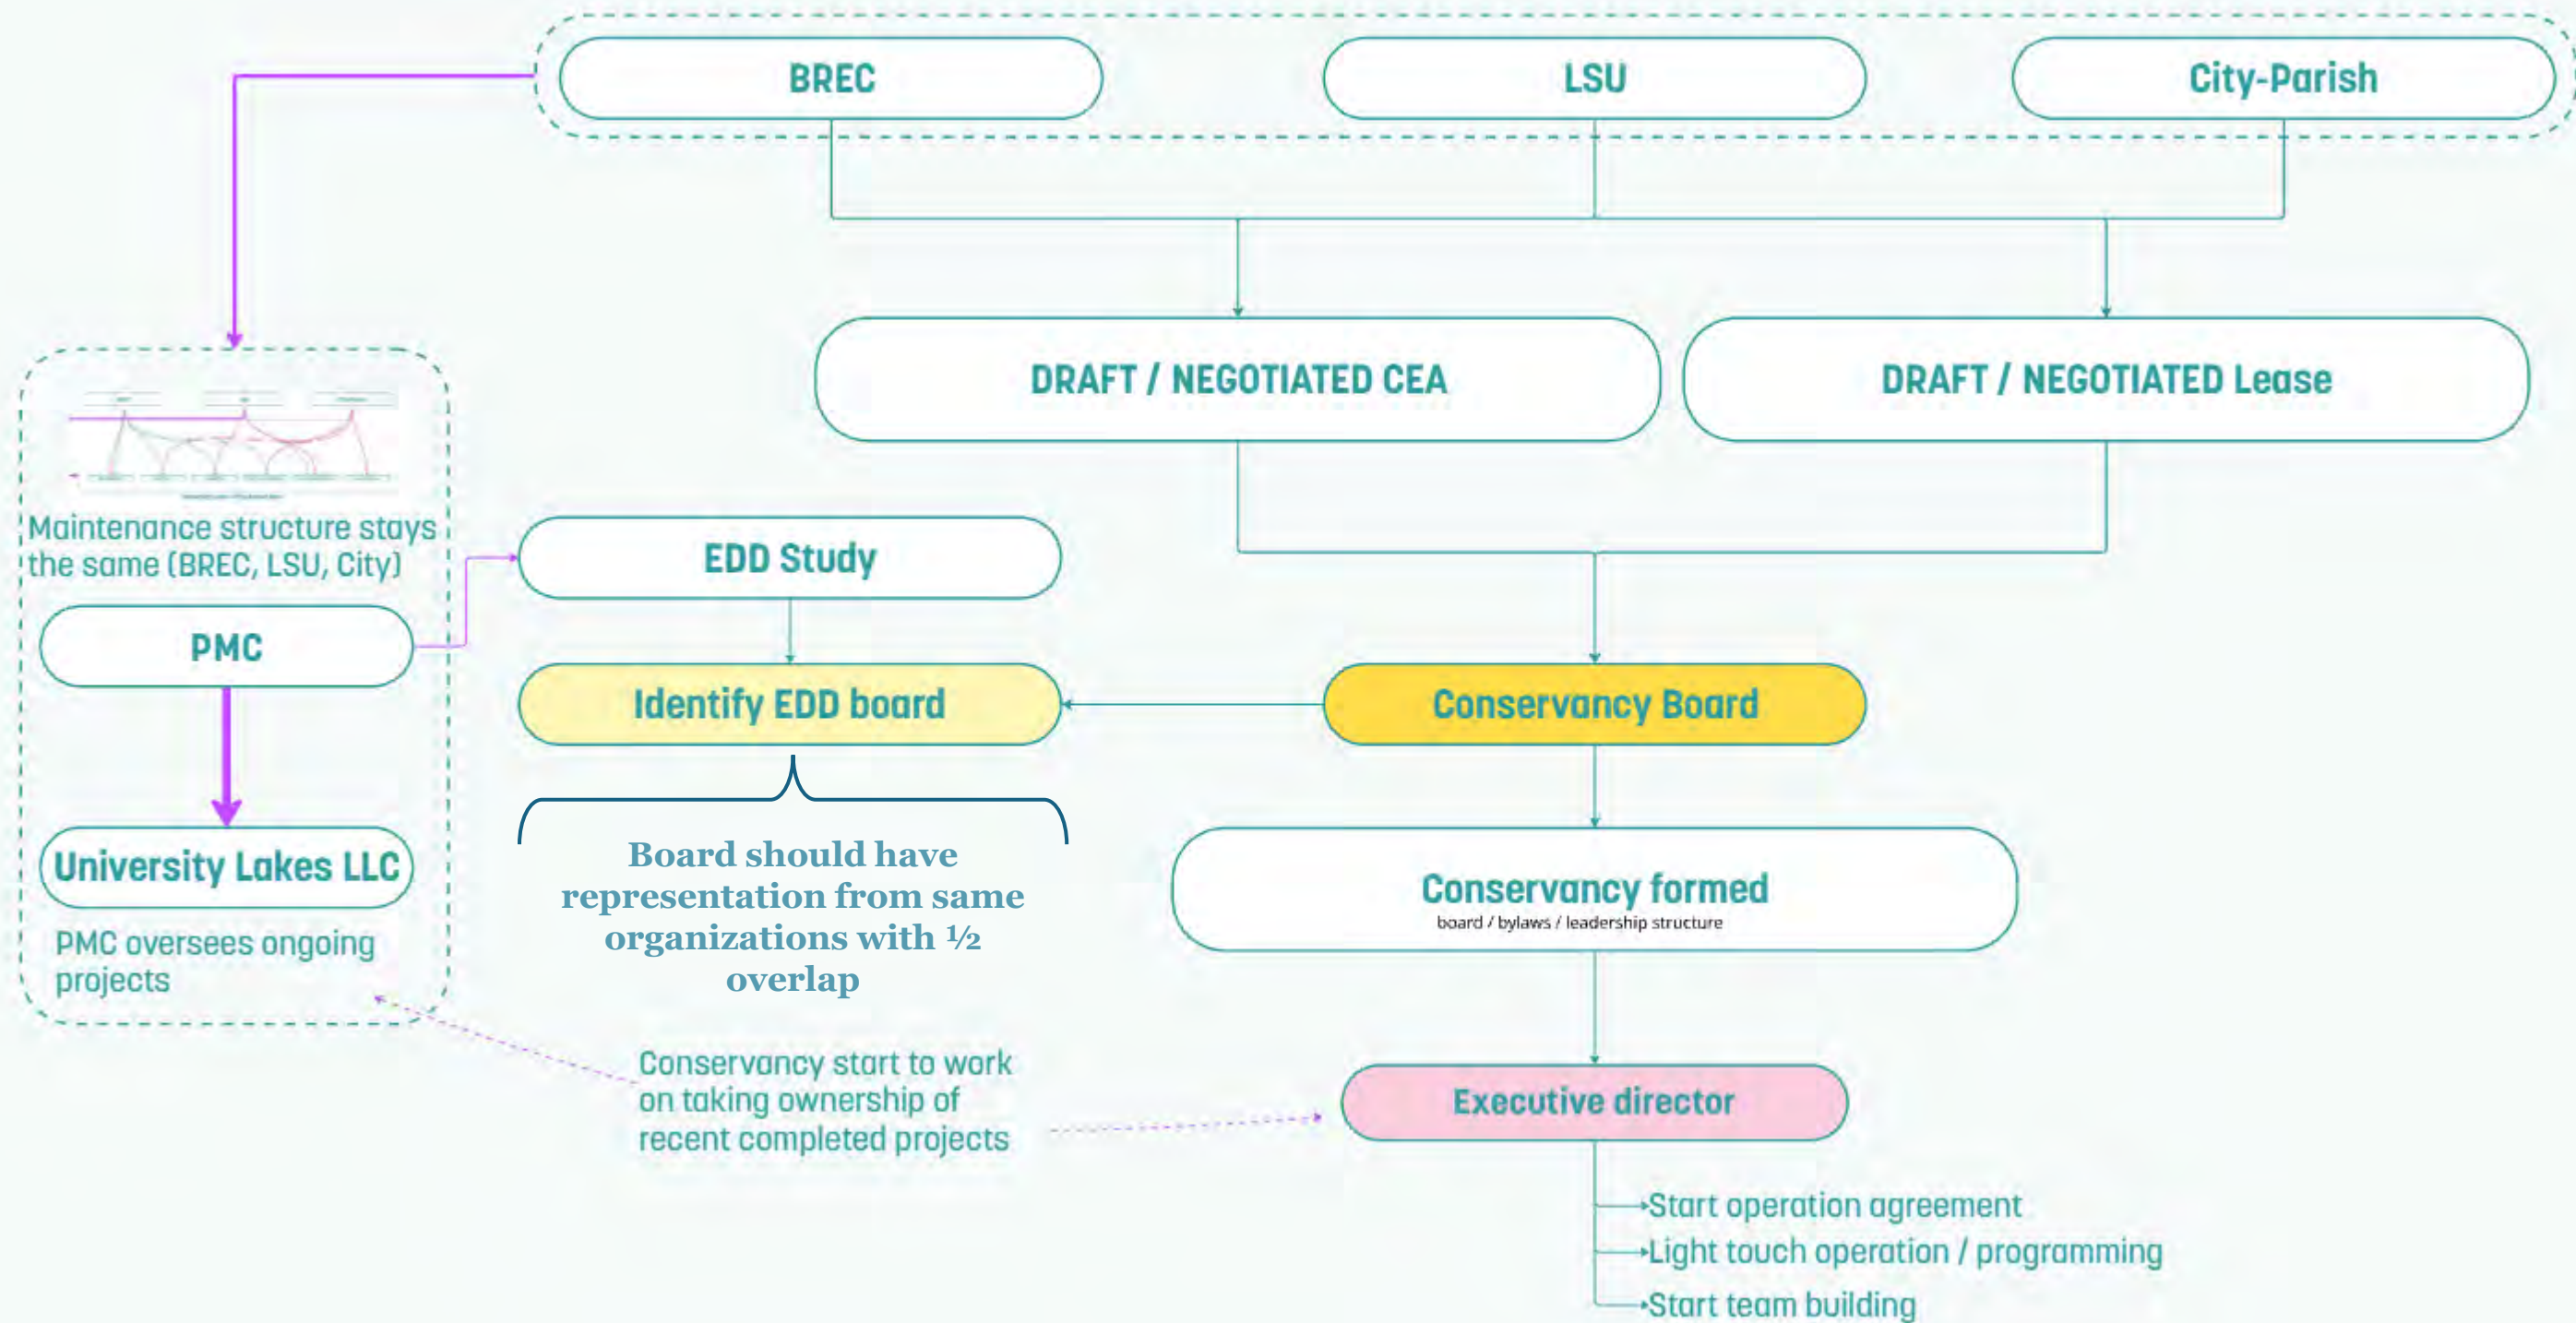 BREC
LSU
City-Parish
DRAFT / NEGOTIATED CEA
DRAFT / NEGOTIATED Lease
Maintenance structure stays
the same (BREC, LSU, City)
EDD Study
PMC
Identify EDD board
Conservancy Board
University Lakes LLC
Board should have
representation from same
organizations with ½
overlap
Conservancy formed
board / bylaws / leadership structure
PMC oversees ongoing
projects
Conservancy start to work
on taking ownership of
recent completed projects
Executive director
Start operation agreement
Light touch operation / programming
Start team building